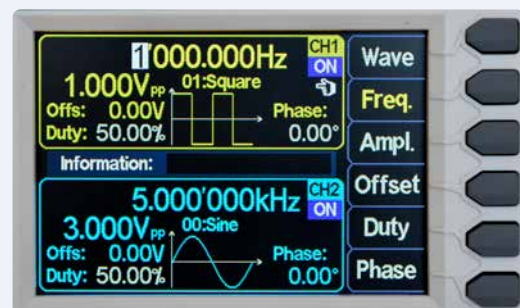 1'000.000Hz CH1
ON
1.000Vpp 01:Square
Offs: 0.00V Phase:
Duty: 50.00% 0.00°
Information:
5.000'000kHz CH2
ON
3.000Vpp 00:Sine
Offs: 0.00V Phase:
Duty: 50.00% 0.00°
Wave
Freq.
Ampl.
Offset
Duty
Phase